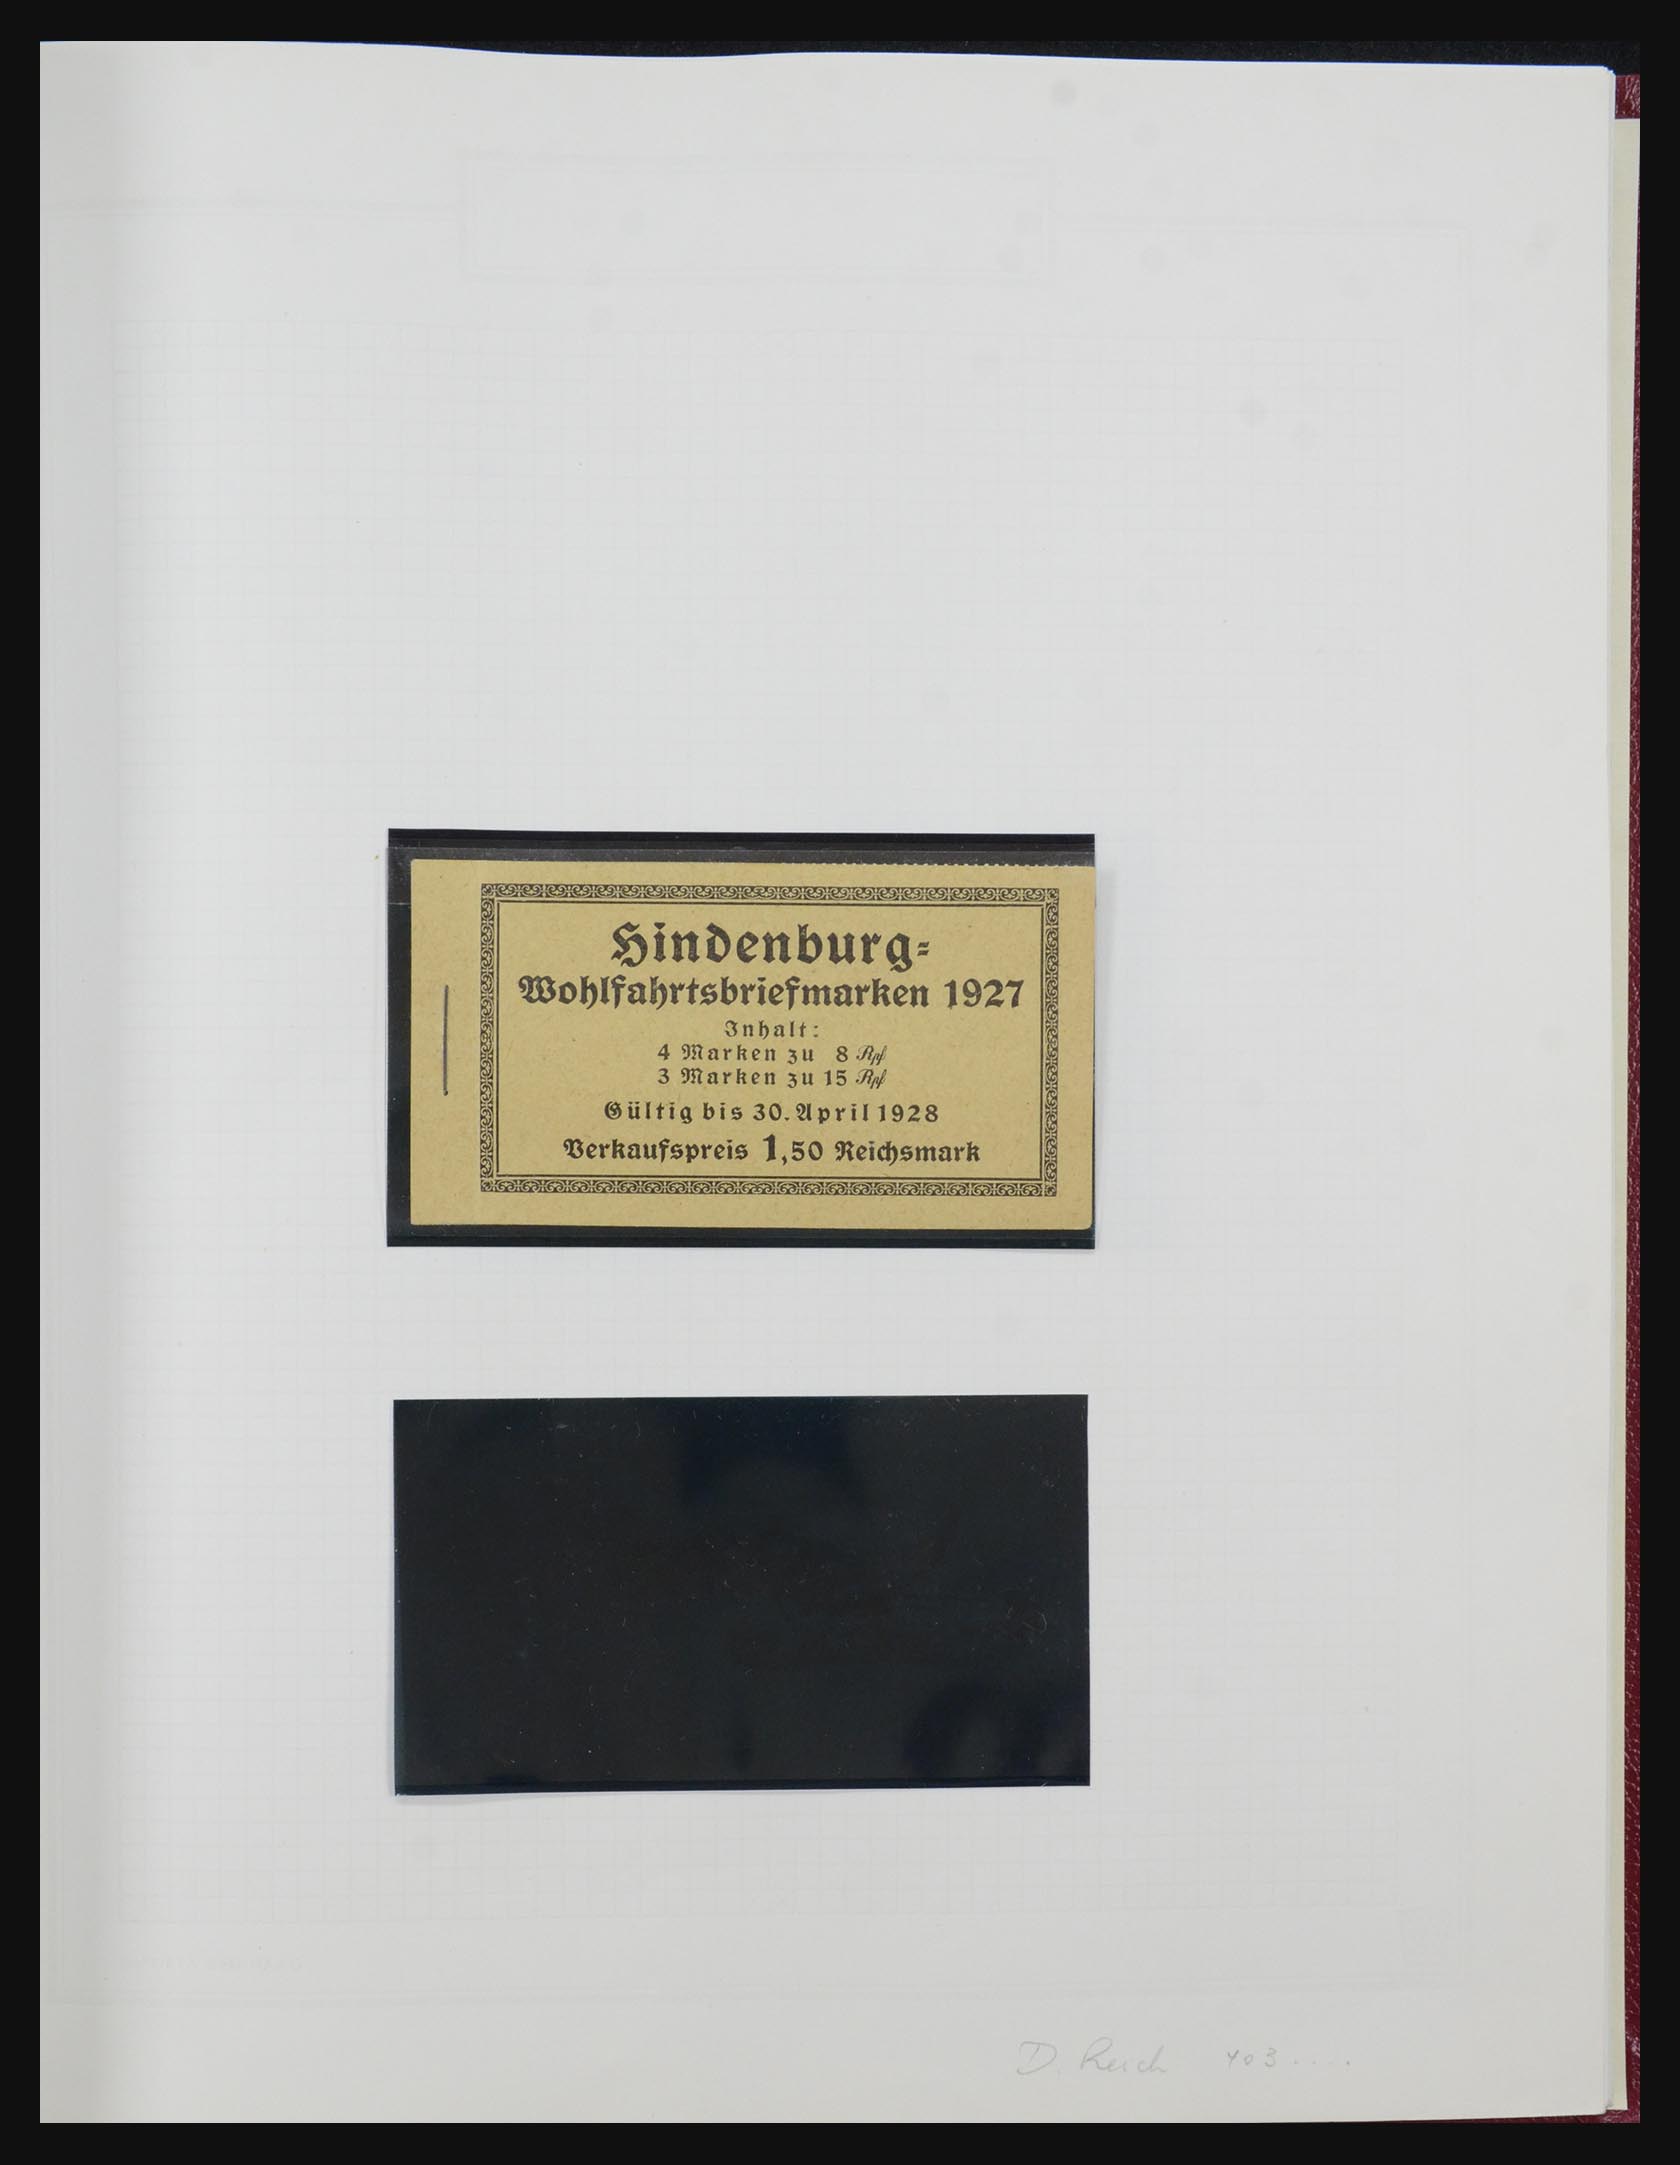 Hindenburg=
Wohlfahrtsbriefmarken 1927
Inhalt:
4 Marken zu 8 Rpf
3 Marken zu 15 Rpf
Gültig bis 30. April 1928
Verkaufspreis 1,50 Reichsmark
D. Reich 403....